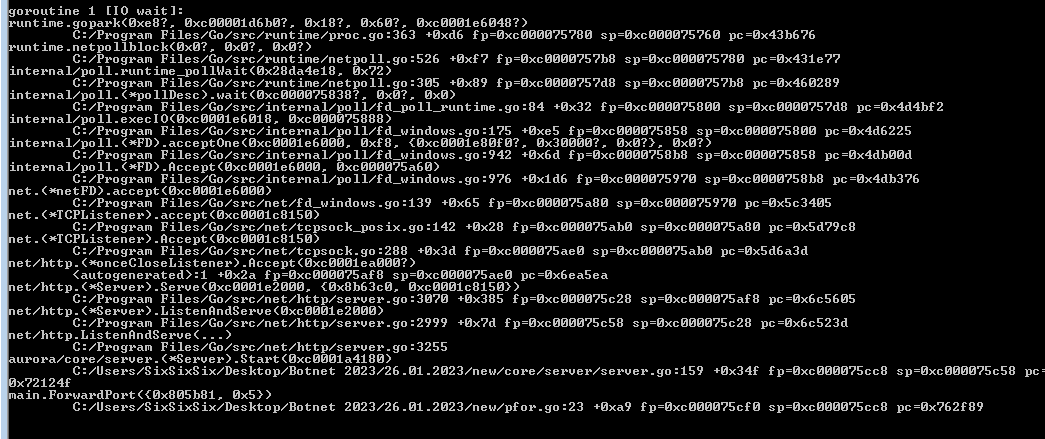 goroutine 1 [IO wait]:
runtime.gopark(0xe8?, 0xc00001d6b0?, 0x18?, 0x60?, 0xc0001e6048?)
C:/Program Files/Go/src/runtime/proc.go:363 +0xd6 fp=0xc000075780 sp=0xc000075760 pc=0x43b676
runtime.netpollblock(0x0?, 0x0?, 0x0?)
C:/Program Files/Go/src/runtime/netpoll.go:526 +0xf7 fp=0xc0000757b8 sp=0xc000075780 pc=0x431e77
internal/poll.runtime_pollWait(0x28da4e18, 0x72)
C:/Program Files/Go/src/runtime/netpoll.go:305 +0x89 fp=0xc0000757d8 sp=0xc0000757b8 pc=0x460289
internal/poll.(*pollDesc).wait(0xc000075838?, 0x0?, 0x0)
C:/Program Files/Go/src/internal/poll/fd_poll_runtime.go:84 +0x32 fp=0xc000075800 sp=0xc0000757d8 pc=0x4d4bf2
internal/poll.execIO(0xc0001e6018, 0xc000075888)
C:/Program Files/Go/src/internal/poll/fd_windows.go:175 +0xe5 fp=0xc000075858 sp=0xc000075800 pc=0x4d6225
internal/poll.(*FD).acceptOne(0xc0001e6000, 0xf8, {0xc0001e80f0?, 0x30000?, 0x0?}, 0x0?)
C:/Program Files/Go/src/internal/poll/fd_windows.go:942 +0x6d fp=0xc0000758b8 sp=0xc000075858 pc=0x4db00d
internal/poll.(*FD).Accept(0xc0001e6000, 0xc000075a60)
C:/Program Files/Go/src/internal/poll/fd_windows.go:976 +0x1d6 fp=0xc000075970 sp=0xc0000758b8 pc=0x4db376
net.(*netFD).accept(0xc0001e6000)
C:/Program Files/Go/src/net/fd_windows.go:139 +0x65 fp=0xc000075a80 sp=0xc000075970 pc=0x5c3405
net.(*TCPListener).accept(0xc0001c8150)
C:/Program Files/Go/src/net/tcpsock_posix.go:142 +0x28 fp=0xc000075ab0 sp=0xc000075a80 pc=0x5d79c8
net.(*TCPListener).Accept(0xc0001c8150)
C:/Program Files/Go/src/net/tcpsock.go:288 +0x3d fp=0xc000075ae0 sp=0xc000075ab0 pc=0x5d6a3d
net/http.(*onceCloseListener).Accept(0xc0001ea000?)
<autogenerated>:1 +0x2a fp=0xc000075af8 sp=0xc000075ae0 pc=0x6ea5ea
net/http.(*Server).Serve(0xc0001e2000, {0x8b63c0, 0xc0001c8150})
C:/Program Files/Go/src/net/http/server.go:3070 +0x385 fp=0xc000075c28 sp=0xc000075af8 pc=0x6c5605
net/http.(*Server).ListenAndServe(0xc0001e2000)
C:/Program Files/Go/src/net/http/server.go:2999 +0x7d fp=0xc000075c58 sp=0xc000075c28 pc=0x6c523d
net/http.ListenAndServe(...)
C:/Program Files/Go/src/net/http/server.go:3255
aurora/core/server.(*Server).Start(0xc0001a4180)
C:/Users/SixSixSix/Desktop/Botnet 2023/26.01.2023/new/core/server/server.go:159 +0x34f fp=0xc000075cc8 sp=0xc000075c58 pc=
0x72124f
main.ForwardPort({0x805b81, 0x5})
C:/Users/SixSixSix/Desktop/Botnet 2023/26.01.2023/new/pfor.go:23 +0xa9 fp=0xc000075cf0 sp=0xc000075cc8 pc=0x762f89